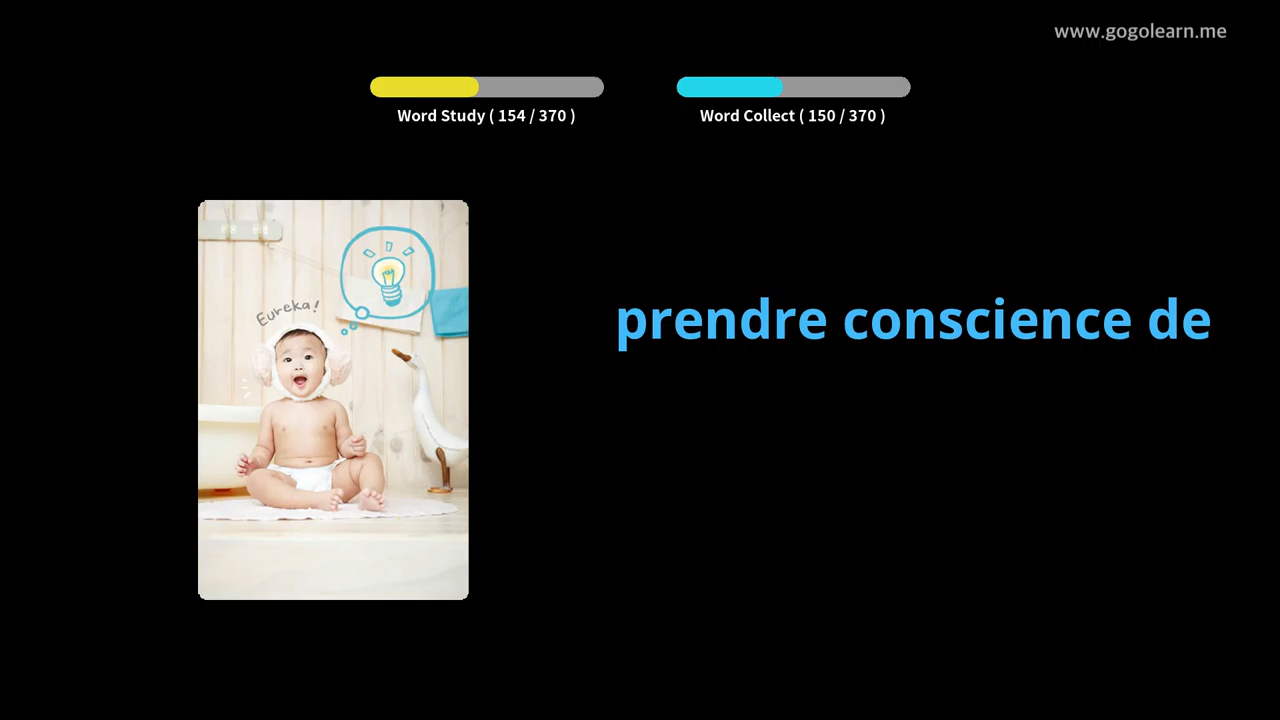 www.gogolearn.me
Word Study ( 154 / 370 )
Word Collect ( 150 / 370 )
Eureka!
prendre conscience de